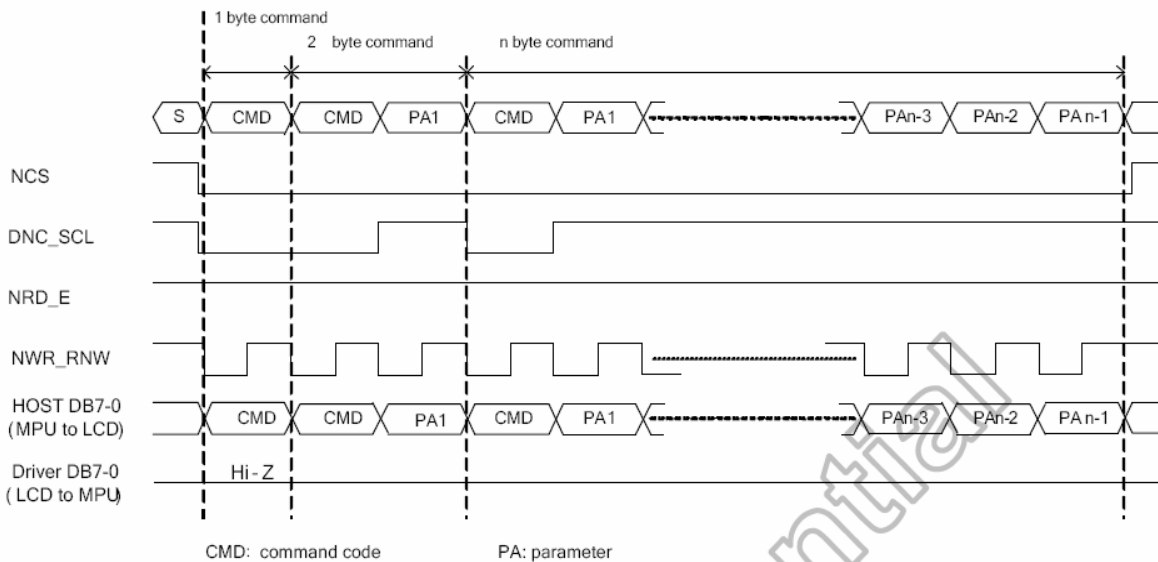 1 byte command
2 byte command n byte command
S CMD CMD PA1 CMD PA1 PAn-3 PAn-2 PA n-1
NCS
DNC_SCL
NRD_E
NWR_RNW
HOST DB7-0
(MPU to LCD)
CMD CMD PA1 CMD PA1 PAn-3 PAn-2 PA n-1
Driver DB7-0
( LCD to MPU)
Hi - Z
CMD: command code PA: parameter
ntial